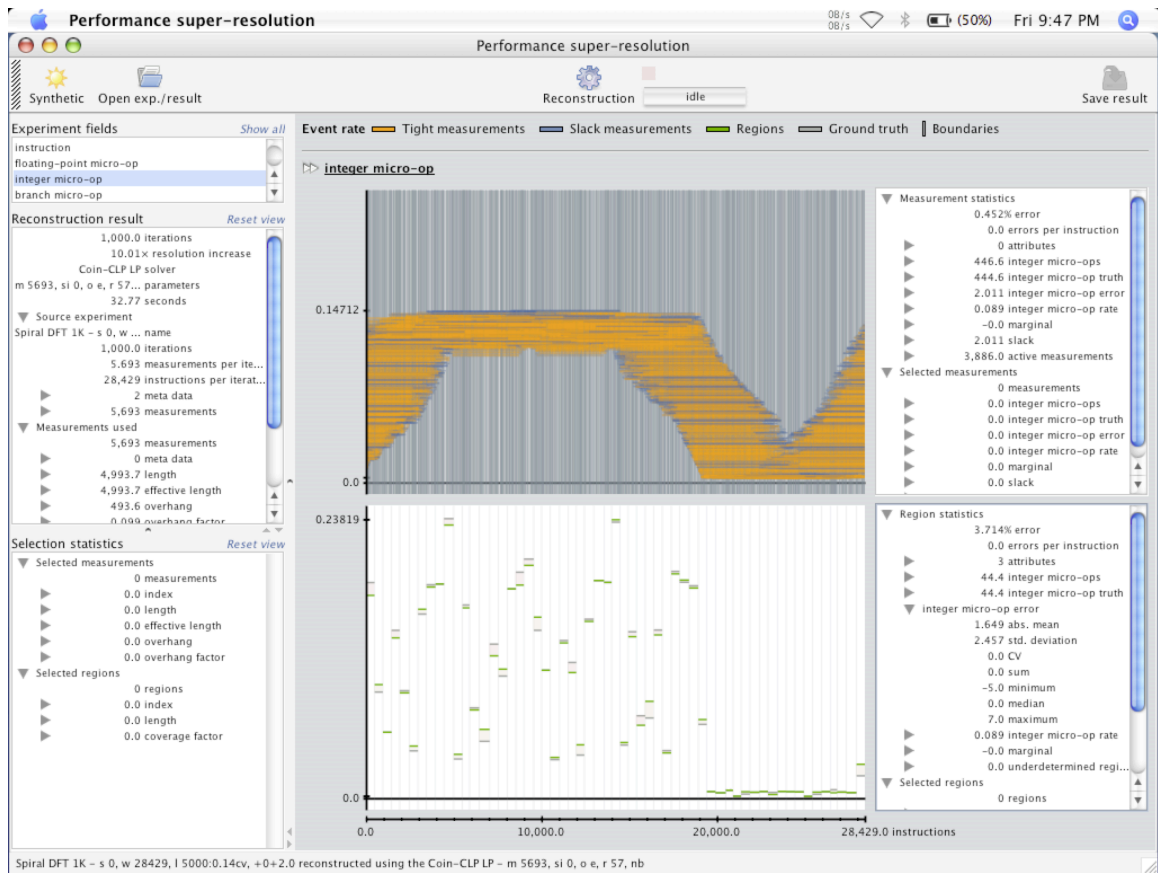 Performance super-resolution
0B/s
0B/s
(50%)
Fri 9:47 PM
Performance super-resolution
Synthetic
Open exp./result
Reconstruction
idle
Save result
Experiment fields
Show all
instruction
floating-point micro-op
integer micro-op
branch micro-op
Reconstruction result
Reset view
1,000.0 iterations
10.01× resolution increase
Coin-CLP LP solver
m 5693, si 0, o e, r 57... parameters
32.77 seconds
Source experiment
Spiral DFT 1K – s 0, w ... name
1,000.0 iterations
5.693 measurements per ite...
28,429 instructions per iterat...
2 meta data
5,693 measurements
Measurements used
5,693 measurements
0 meta data
4,993.7 length
4,993.7 effective length
493.6 overhang
0.099 overhang factor
Selection statistics
Reset view
Selected measurements
0 measurements
0.0 index
0.0 length
0.0 effective length
0.0 overhang
0.0 overhang factor
Selected regions
0 regions
0.0 index
0.0 length
0.0 coverage factor
Event rate
Tight measurements
Slack measurements
Regions
Ground truth
Boundaries
integer micro-op
0.14712
0.0
0.23819
0.0
0.0
10,000.0
20,000.0
28,429.0 instructions
Measurement statistics
0.452% error
0.0 errors per instruction
0 attributes
446.6 integer micro-ops
444.6 integer micro-op truth
2.011 integer micro-op error
0.089 integer micro-op rate
-0.0 marginal
2.011 slack
3,886.0 active measurements
Selected measurements
0 measurements
0.0 integer micro-ops
0.0 integer micro-op truth
0.0 integer micro-op error
0.0 integer micro-op rate
0.0 marginal
0.0 slack
Region statistics
3.714% error
0.0 errors per instruction
3 attributes
44.4 integer micro-ops
44.4 integer micro-op truth
integer micro-op error
1.649 abs. mean
2.457 std. deviation
0.0 CV
0.0 sum
-5.0 minimum
0.0 median
7.0 maximum
0.089 integer micro-op rate
-0.0 marginal
0.0 underdetermined regi...
Selected regions
0 regions
Spiral DFT 1K – s 0, w 28429, l 5000:0.14cv, +0+2.0 reconstructed using the Coin-CLP LP – m 5693, si 0, o e, r 57, nb